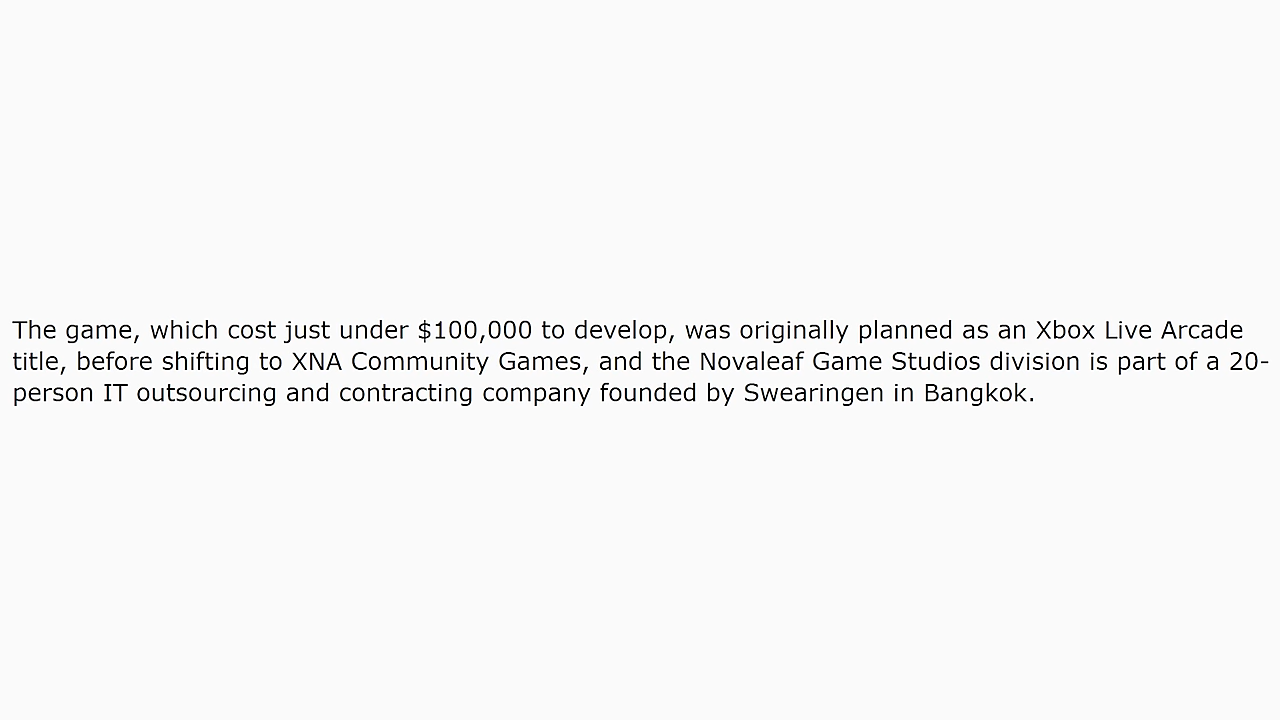 The game, which cost just under $100,000 to develop, was originally planned as an Xbox Live Arcade
title, before shifting to XNA Community Games, and the Novaleaf Game Studios division is part of a 20-
person IT outsourcing and contracting company founded by Swearingen in Bangkok.